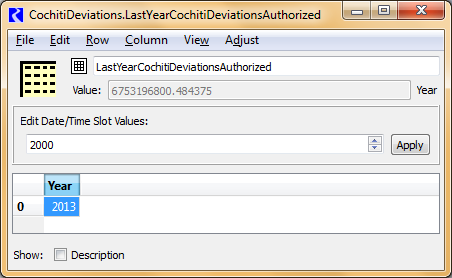 CochitiDeviations.LastYearCochitiDeviationsAuthorized
File Edit Row Column View Adjust
LastYearCochitiDeviationsAuthorized
Value: 6753196800.484375 Year
Edit Date/Time Slot Values:
2000 Apply
Year
0 2013
Show: Description